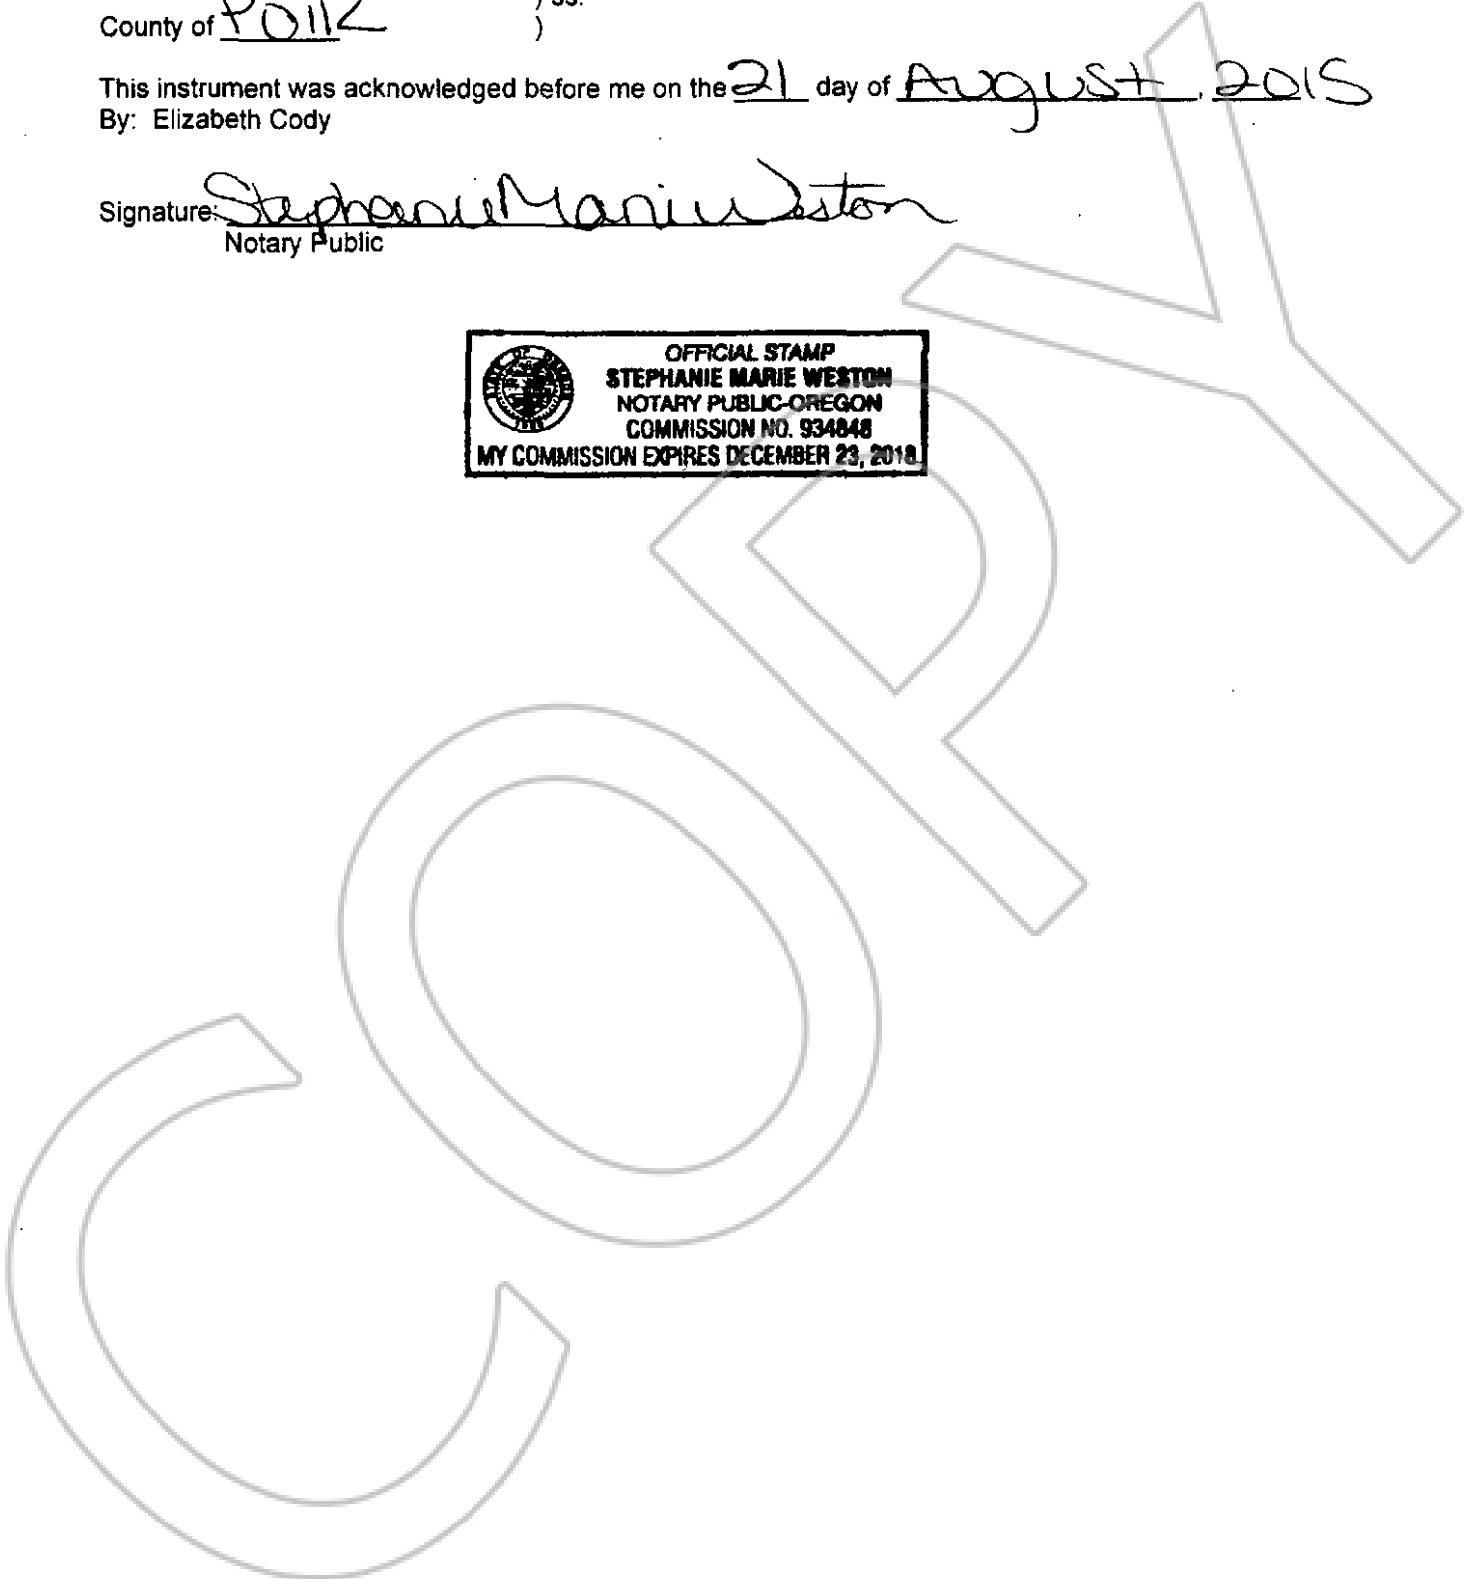 ) ss.
County of Polk )
This instrument was acknowledged before me on the 21 day of August, 2015
By: Elizabeth Cody
Signature: Stephanie Marie Weston
Notary Public
OFFICIAL STAMP
STEPHANIE MARIE WESTON
NOTARY PUBLIC-OREGON
COMMISSION NO. 934848
MY COMMISSION EXPIRES DECEMBER 23, 2018
COPY